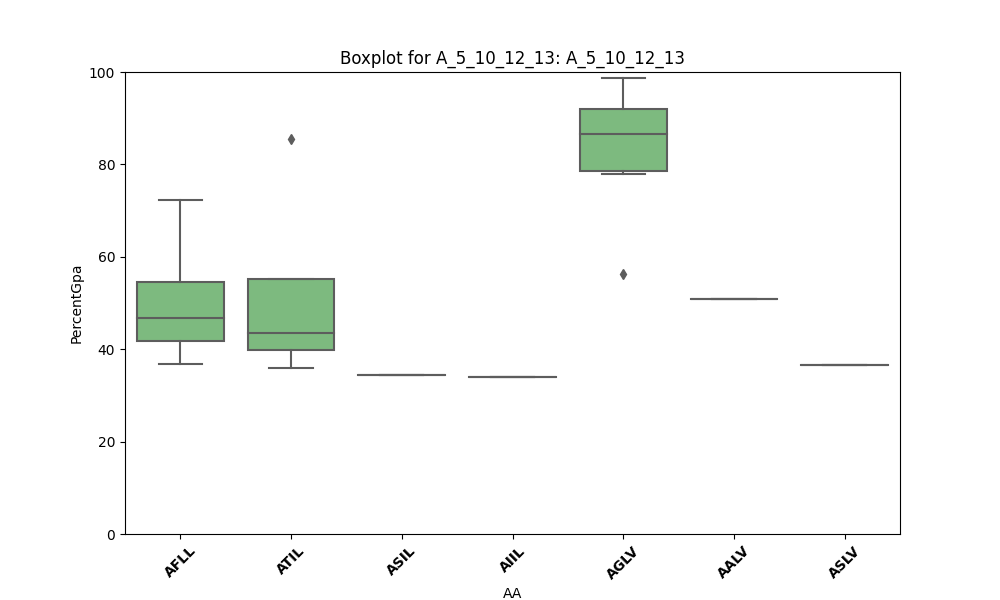 Boxplot for A_5_10_12_13: A_5_10_12_13
100
80
60
40
20
0
PercentGpa
AFLL
ATIL
ASIL
AIIL
AGLV
AALV
ASLV
AA